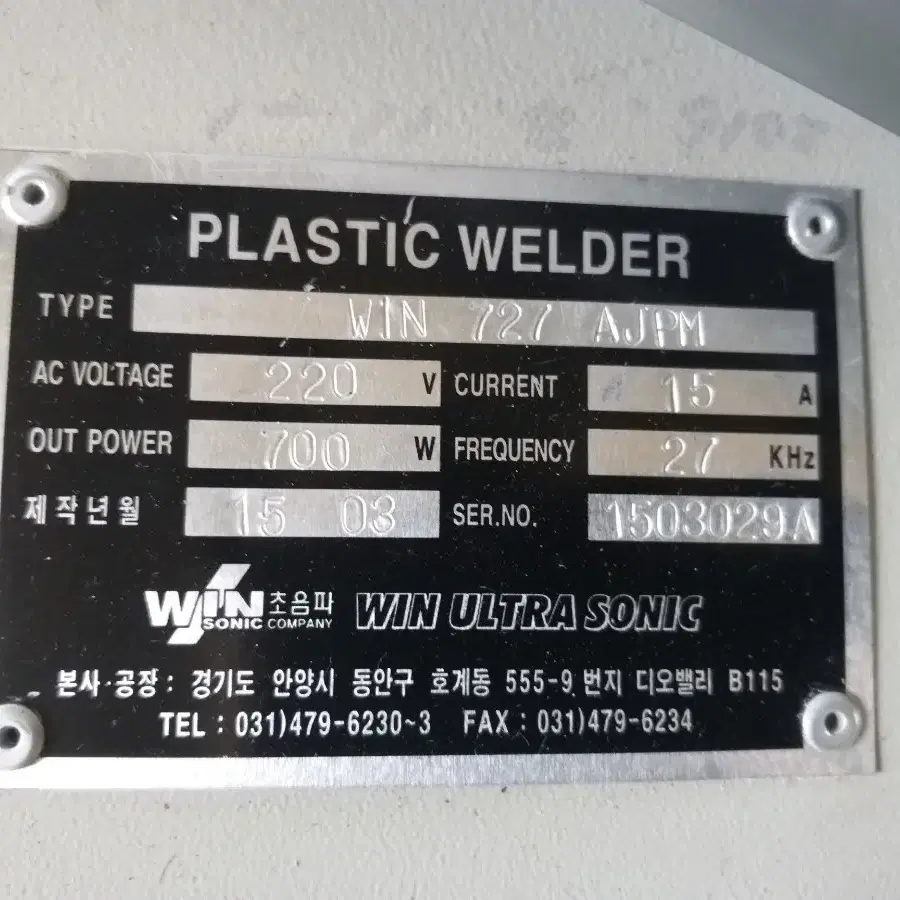 PLASTIC WELDER
TYPE WIN 727 AJPM
AC VOLTAGE 220 V CURRENT 15 A
OUT POWER 700 W FREQUENCY 27 KHz
제작년월 15 03 SER.NO. 1503029A
WIN 초음파 WIN ULTRA SONIC
SONIC COMPANY
본사·공장 : 경기도 안양시 동안구 호계동 555-9 번지 디오밸리 B115
TEL : 031)479-6230~3 FAX : 031)479-6234